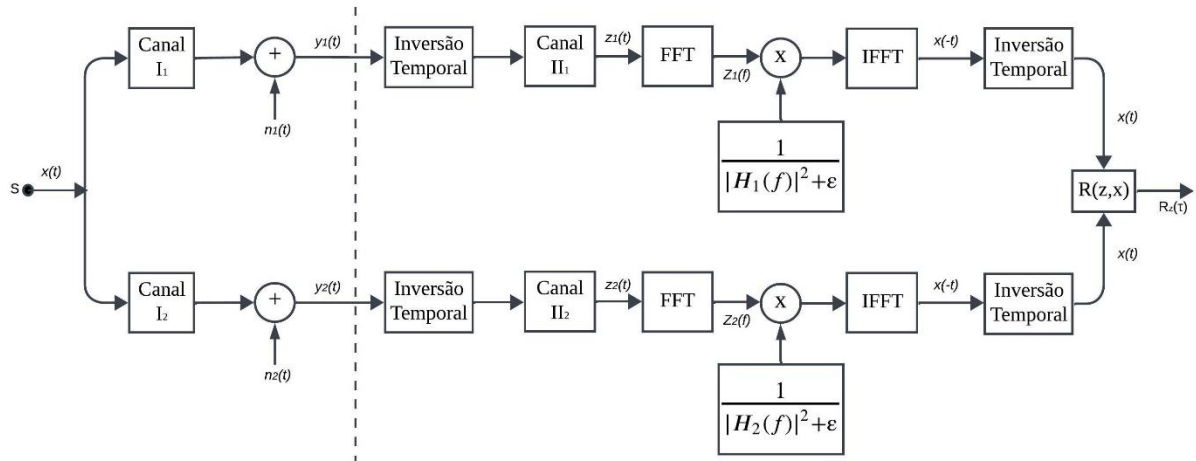 S
x(t)
Canal
I₁
+
n₁(t)
y₁(t)
Inversão
Temporal
Canal
II₁
z₁(t)
FFT
Z₁(f)
x
1
|H₁(f)|²+ε
IFFT
x(-t)
Inversão
Temporal
x(t)
Canal
I₂
+
n₂(t)
y₂(t)
Inversão
Temporal
Canal
II₂
z₂(t)
FFT
Z₂(f)
x
1
|H₂(f)|²+ε
IFFT
x(-t)
Inversão
Temporal
x(t)
R(z,x)
R₂(τ)